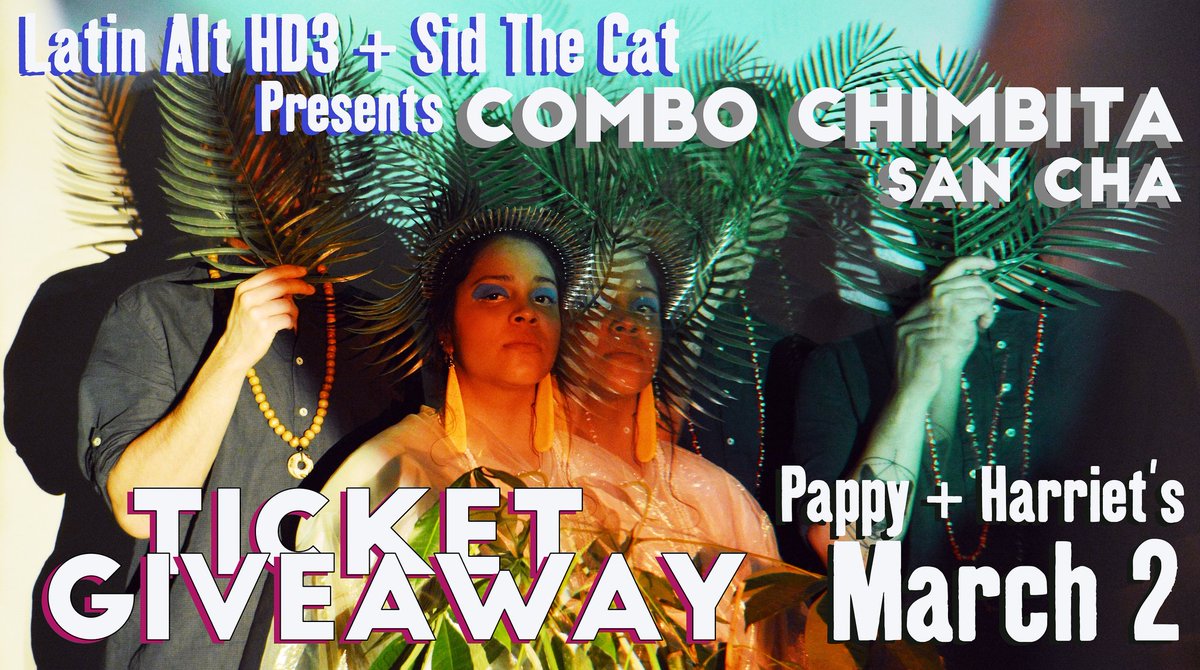 Latin Alt HD3 + Sid The Cat
Presents COMBO CHIMBITA
SAN CHA
TICKET
GIVEAWAY
Pappy + Harriet's
March 2